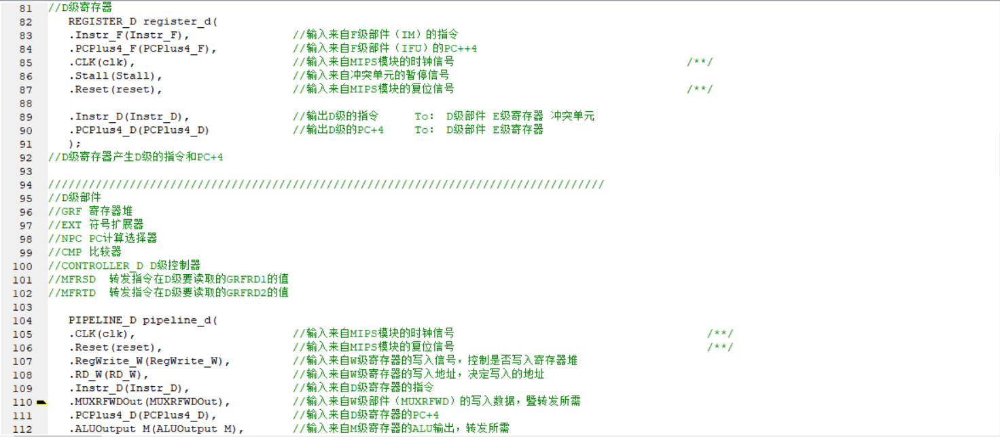 81 //D级寄存器
82 REGISTER_D register_d(
83 .Instr_F(Instr_F), //输入来自F级部件（IM）的指令
84 .PCPlus4_F(PCPlus4_F), //输入来自F级部件（IFU）的PC++4
85 .CLK(clk), //输入来自MIPS模块的时钟信号 /**/
86 .Stall(Stall), //输入来自冲突单元的暂停信号
87 .Reset(reset), //输入来自MIPS模块的复位信号 /**/
88
89 .Instr_D(Instr_D), //输出D级的指令 To: D级部件 E级寄存器 冲突单元
90 .PCPlus4_D(PCPlus4_D) //输出D级的PC+4 To: D级部件 E级寄存器
91 );
92 //D级寄存器产生D级的指令和PC+4
93
94 //////////////////////////////////////////////////////////////////////////////////
95 //D级部件
96 //GRF 寄存器堆
97 //EXT 符号扩展器
98 //NPC PC计算选择器
99 //CMP 比较器
100 //CONTROLLER_D D级控制器
101 //MFRSD 转发指令在D级要读取的GRFRD1的值
102 //MFRTD 转发指令在D级要读取的GRFRD2的值
103
104 PIPELINE_D pipeline_d(
105 .CLK(clk), //输入来自MIPS模块的时钟信号 /**/
106 .Reset(reset), //输入来自MIPS模块的复位信号 /**/
107 .RegWrite_W(RegWrite_W), //输入来自W级寄存器的写入信号，控制是否写入寄存器堆
108 .RD_W(RD_W), //输入来自W级寄存器的写入地址，决定写入的地址
109 .Instr_D(Instr_D), //输入来自D级寄存器的指令
110 .MUXRFWDOut(MUXRFWDOut), //输入来自W级部件（MUXRFWD）的写入数据，暨转发所需
111 .PCPlus4_D(PCPlus4_D), //输入来自D级寄存器的PC+4
112 .ALUOutput_M(ALUOutput_M), //输入来自M级寄存器的ALU输出，转发所需